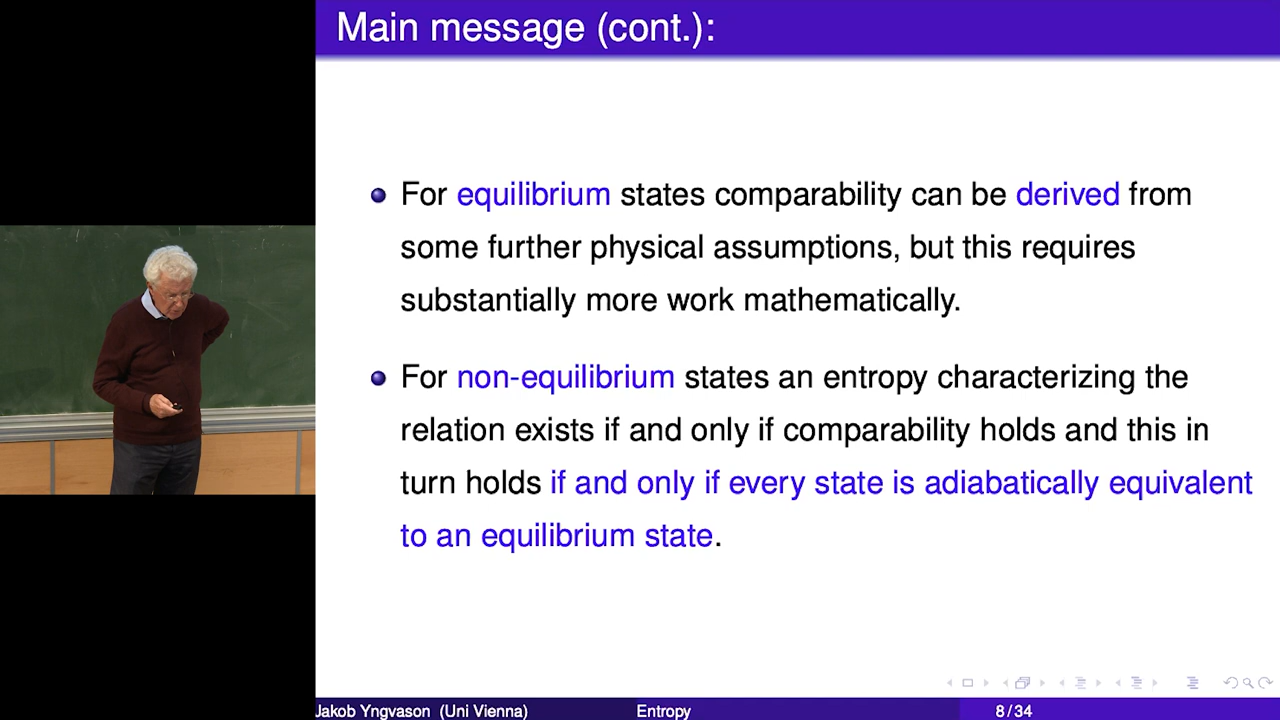 Main message (cont.):
For equilibrium states comparability can be derived from
some further physical assumptions, but this requires
substantially more work mathematically.
For non-equilibrium states an entropy characterizing the
relation exists if and only if comparability holds and this in
turn holds if and only if every state is adiabatically equivalent
to an equilibrium state.
Jakob Yngvason (Uni Vienna) Entropy 8 / 34